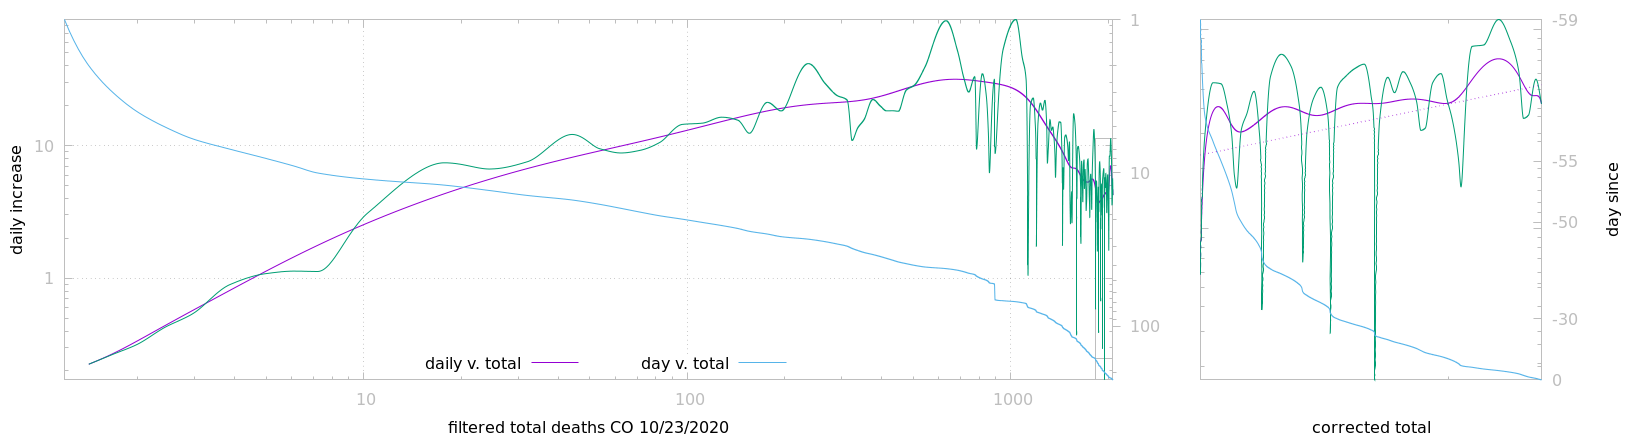 1
-59
10
daily increase
10
-55
day since
-50
1
100
-30
daily v. total
day v. total
0
10
100
1000
filtered total deaths CO 10/23/2020
corrected total